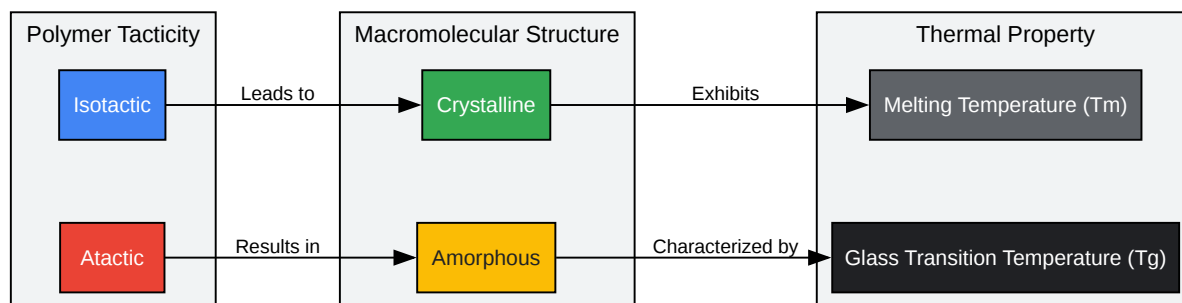 Polymer Tacticity
Macromolecular Structure
Thermal Property
Isotactic
Leads to
Crystalline
Exhibits
Melting Temperature (Tm)
Atactic
Results in
Amorphous
Characterized by
Glass Transition Temperature (Tg)